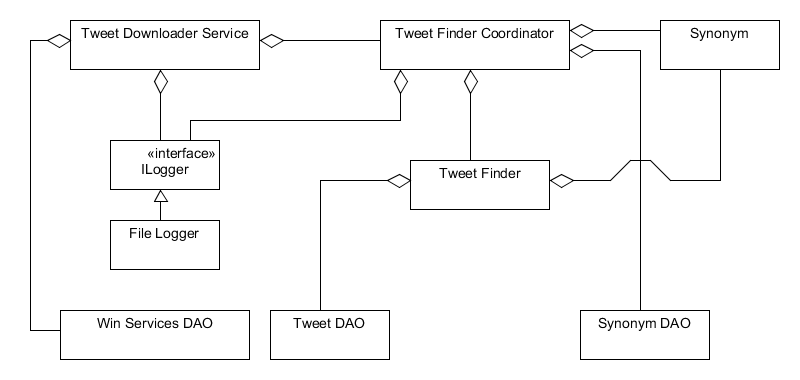 Tweet Downloader Service
Tweet Finder Coordinator
Synonym
«interface»
ILogger
Tweet Finder
File Logger
Win Services DAO
Tweet DAO
Synonym DAO